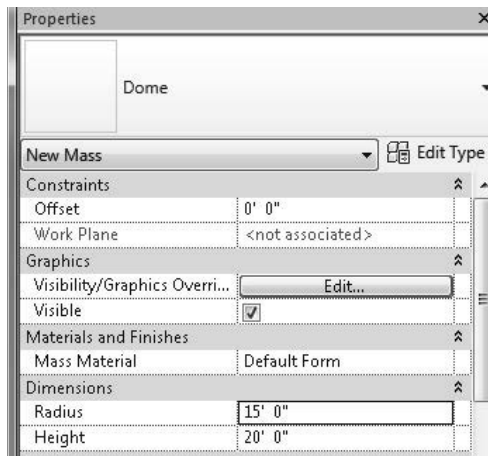 Properties
Dome
New Mass Edit Type
Constraints
Offset 0' 0"
Work Plane <not associated>
Graphics
Visibility/Graphics Overri... Edit...
Visible
Materials and Finishes
Mass Material Default Form
Dimensions
Radius 15' 0"
Height 20' 0"